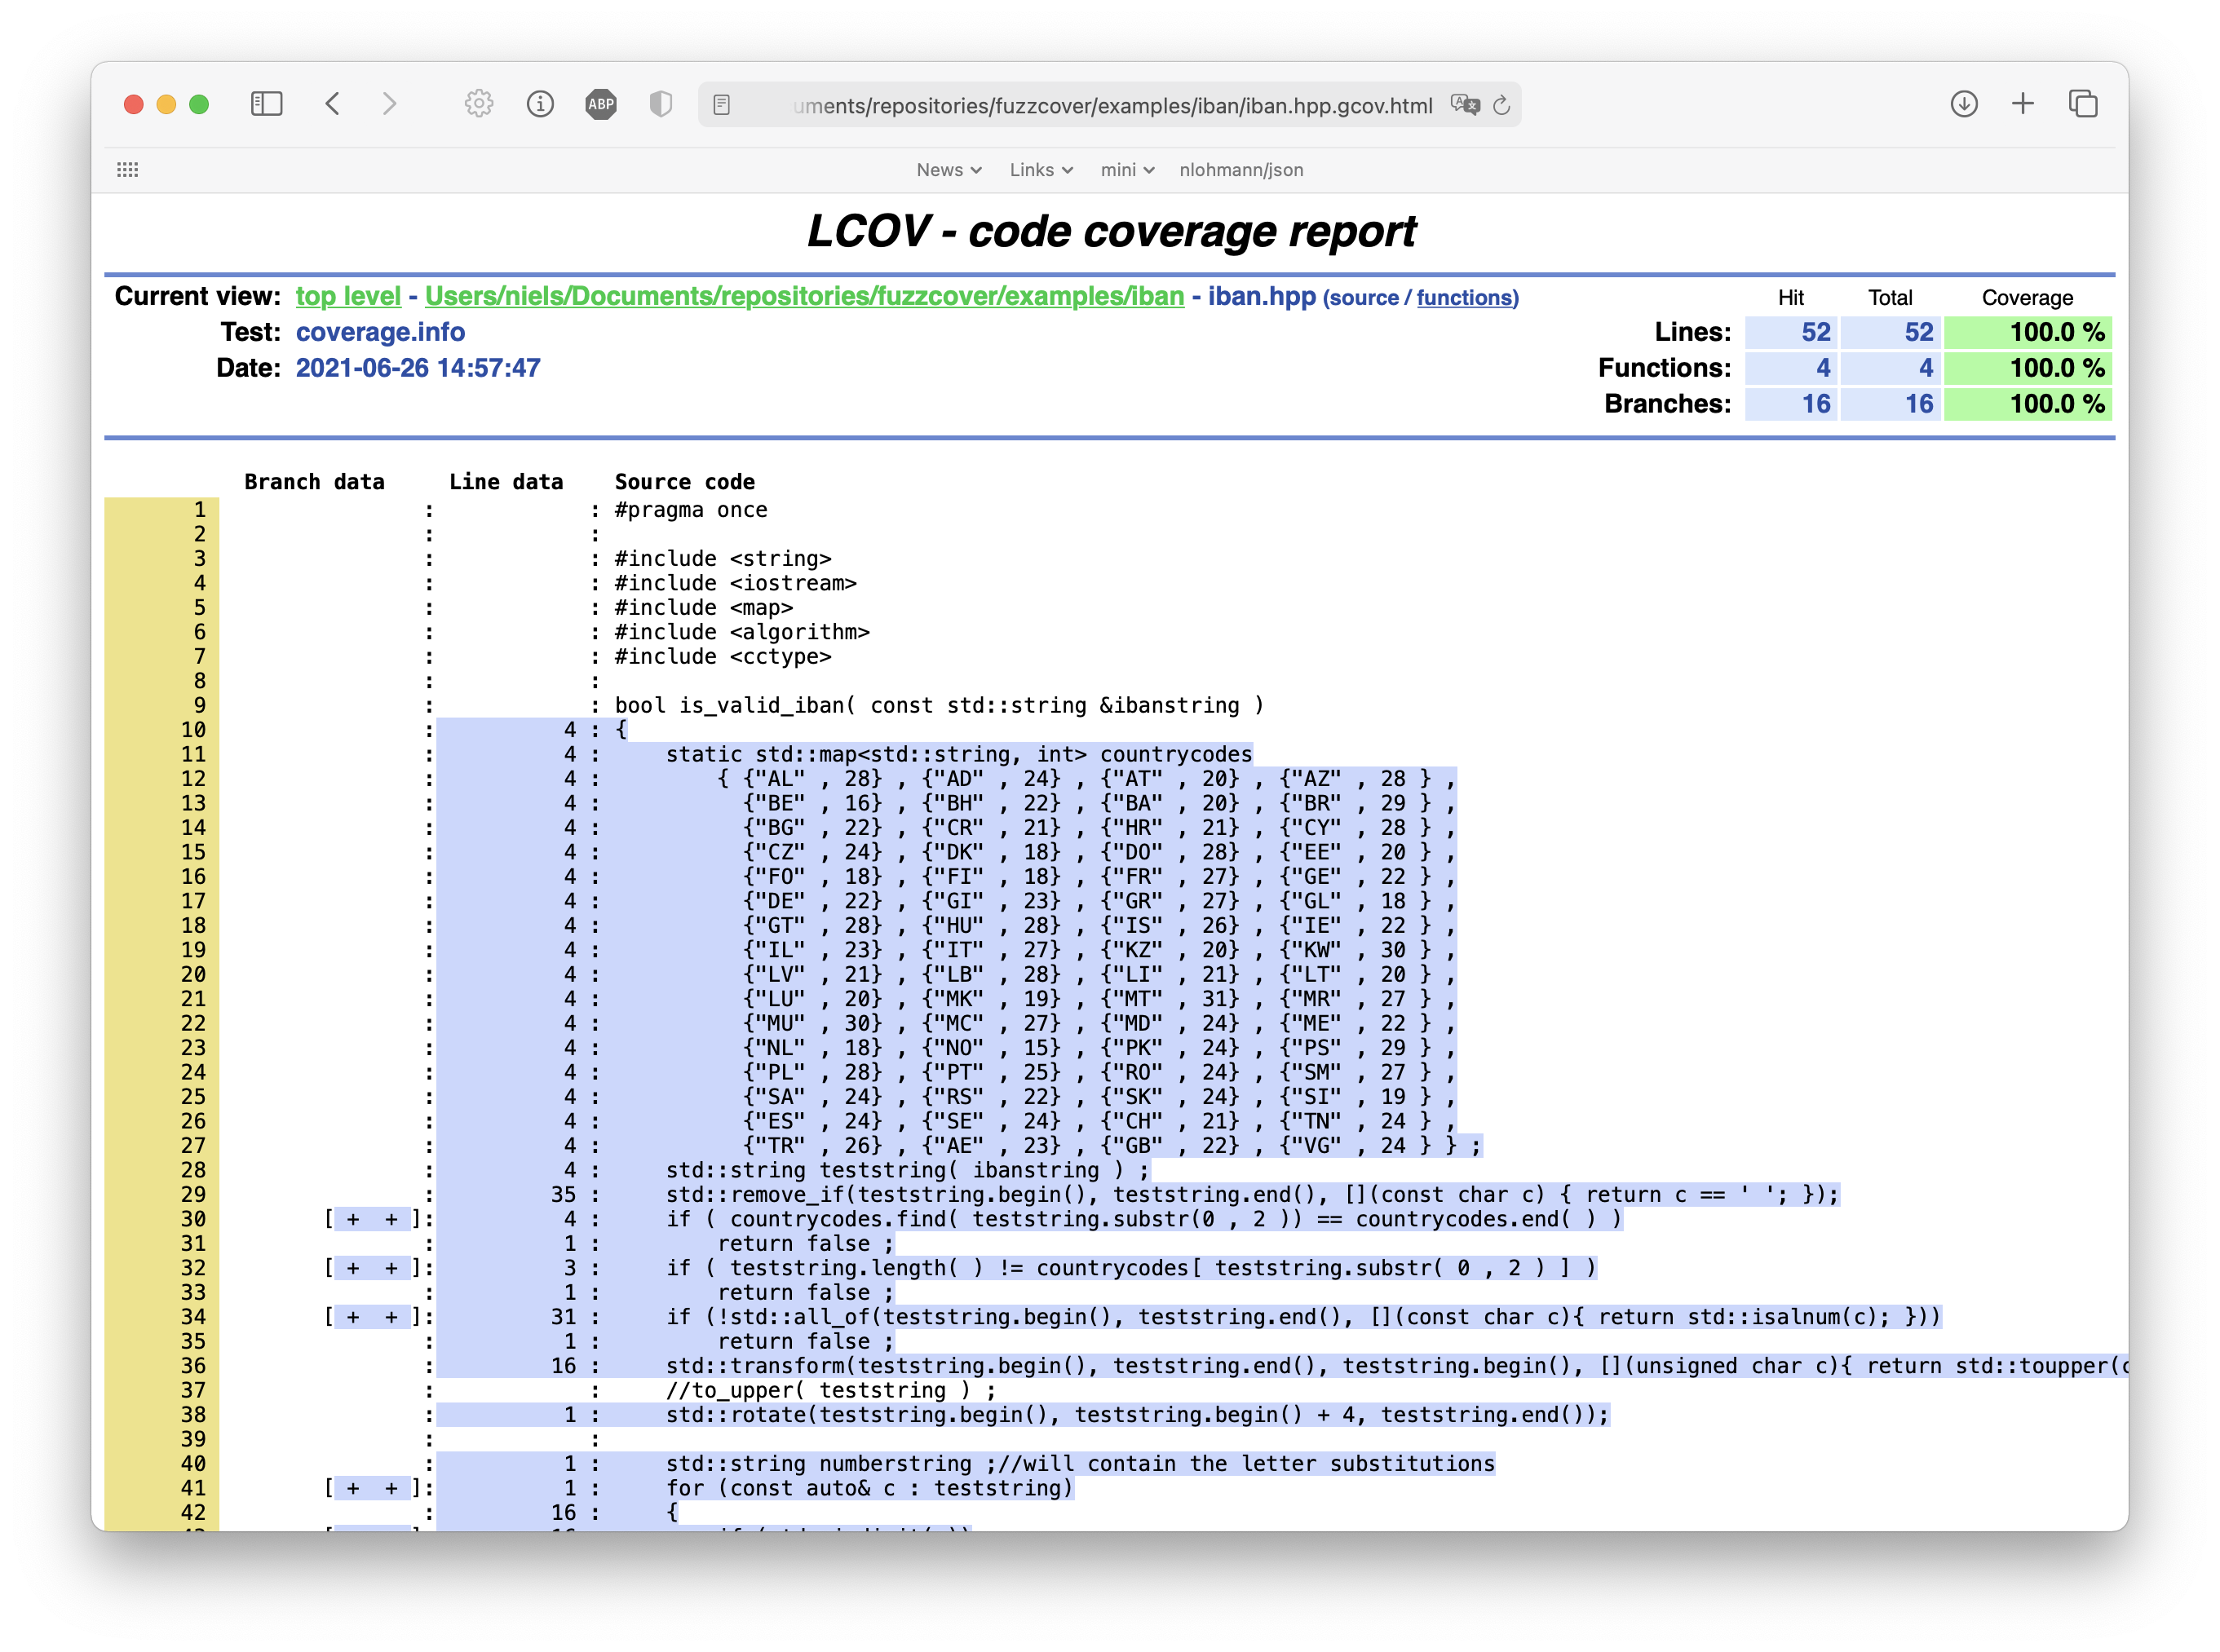 ABP
uments/repositories/fuzzcover/examples/iban/iban.hpp.gcov.html
News Links mini nlohmann/json
LCOV - code coverage report
Current view: top level - Users/niels/Documents/repositories/fuzzcover/examples/iban - iban.hpp (source / functions) Hit Total Coverage
Test: coverage.info Lines: 52 52 100.0 %
Date: 2021-06-26 14:57:47 Functions: 4 4 100.0 %
Branches: 16 16 100.0 %
Branch data Line data Source code
1 : : #pragma once
2 : :
3 : : #include <string>
4 : : #include <iostream>
5 : : #include <map>
6 : : #include <algorithm>
7 : : #include <cctype>
8 : :
9 : : bool is_valid_iban( const std::string &ibanstring )
10 : 4 : {
11 : 4 : static std::map<std::string, int> countrycodes
12 : 4 : { {"AL" , 28} , {"AD" , 24} , {"AT" , 20} , {"AZ" , 28 } ,
13 : 4 : {"BE" , 16} , {"BH" , 22} , {"BA" , 20} , {"BR" , 29 } ,
14 : 4 : {"BG" , 22} , {"CR" , 21} , {"HR" , 21} , {"CY" , 28 } ,
15 : 4 : {"CZ" , 24} , {"DK" , 18} , {"DO" , 28} , {"EE" , 20 } ,
16 : 4 : {"FO" , 18} , {"FI" , 18} , {"FR" , 27} , {"GE" , 22 } ,
17 : 4 : {"DE" , 22} , {"GI" , 23} , {"GR" , 27} , {"GL" , 18 } ,
18 : 4 : {"GT" , 28} , {"HU" , 28} , {"IS" , 26} , {"IE" , 22 } ,
19 : 4 : {"IL" , 23} , {"IT" , 27} , {"KZ" , 20} , {"KW" , 30 } ,
20 : 4 : {"LV" , 21} , {"LB" , 28} , {"LI" , 21} , {"LT" , 20 } ,
21 : 4 : {"LU" , 20} , {"MK" , 19} , {"MT" , 31} , {"MR" , 27 } ,
22 : 4 : {"MU" , 30} , {"MC" , 27} , {"MD" , 24} , {"ME" , 22 } ,
23 : 4 : {"NL" , 18} , {"NO" , 15} , {"PK" , 24} , {"PS" , 29 } ,
24 : 4 : {"PL" , 28} , {"PT" , 25} , {"RO" , 24} , {"SM" , 27 } ,
25 : 4 : {"SA" , 24} , {"RS" , 22} , {"SK" , 24} , {"SI" , 19 } ,
26 : 4 : {"ES" , 24} , {"SE" , 24} , {"CH" , 21} , {"TN" , 24 } ,
27 : 4 : {"TR" , 26} , {"AE" , 23} , {"GB" , 22} , {"VG" , 24 } } ;
28 : 4 : std::string teststring( ibanstring ) ;
29 : 35 : std::remove_if(teststring.begin(), teststring.end(), [](const char c) { return c == ' '; });
30 [ + + ]: 4 : if ( countrycodes.find( teststring.substr(0 , 2 )) == countrycodes.end( ) )
31 : 1 : return false ;
32 [ + + ]: 3 : if ( teststring.length( ) != countrycodes[ teststring.substr( 0 , 2 ) ] )
33 : 1 : return false ;
34 [ + + ]: 31 : if (!std::all_of(teststring.begin(), teststring.end(), [](const char c){ return std::isalnum(c); }))
35 : 1 : return false ;
36 : 16 : std::transform(teststring.begin(), teststring.end(), teststring.begin(), [](unsigned char c){ return std::toupper(c
37 : : //to_upper( teststring ) ;
38 : 1 : std::rotate(teststring.begin(), teststring.begin() + 4, teststring.end());
39 : :
40 : 1 : std::string numberstring ;//will contain the letter substitutions
41 [ + + ]: 1 : for (const auto& c : teststring)
42 : 16 : {